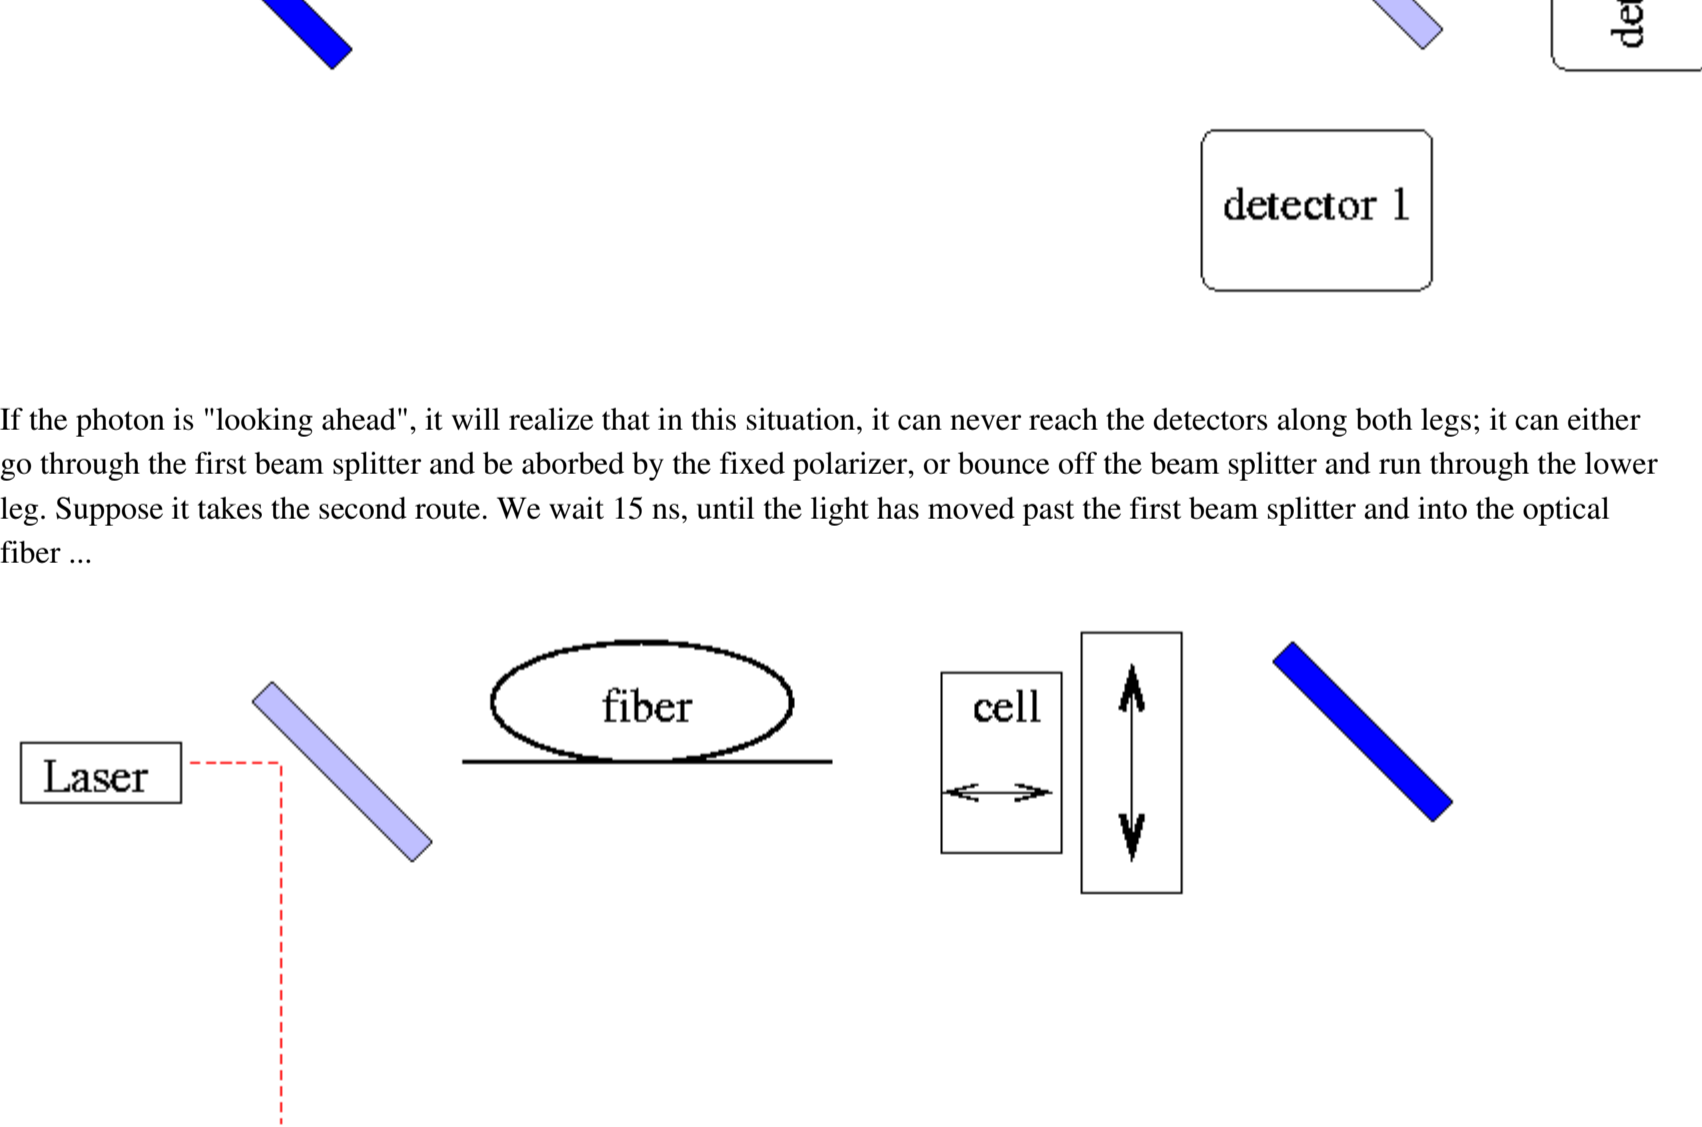 det
detector 1
If the photon is "looking ahead", it will realize that in this situation, it can never reach the detectors along both legs; it can either
go through the first beam splitter and be aborbed by the fixed polarizer, or bounce off the beam splitter and run through the lower
leg. Suppose it takes the second route. We wait 15 ns, until the light has moved past the first beam splitter and into the optical
fiber ...
fiber
cell
Laser